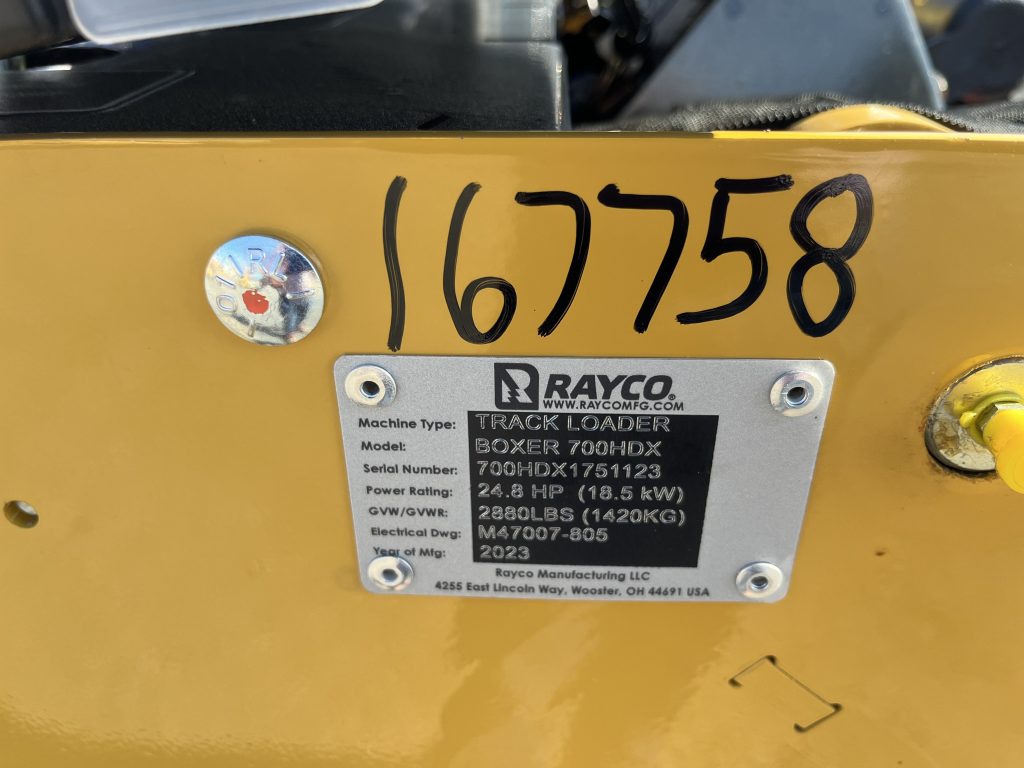 167758
RAYCO®
WWW.RAYCOMFG.COM
Machine Type: TRACK LOADER
Model: BOXER 700HDX
Serial Number: 700HDX1751123
Power Rating: 24.8 HP (18.5 kW)
GVW/GVWR: 2880LBS (1420KG)
Electrical Dwg: M47007-805
Year of Mfg: 2023
Rayco Manufacturing LLC
4255 East Lincoln Way, Wooster, OH 44691 USA